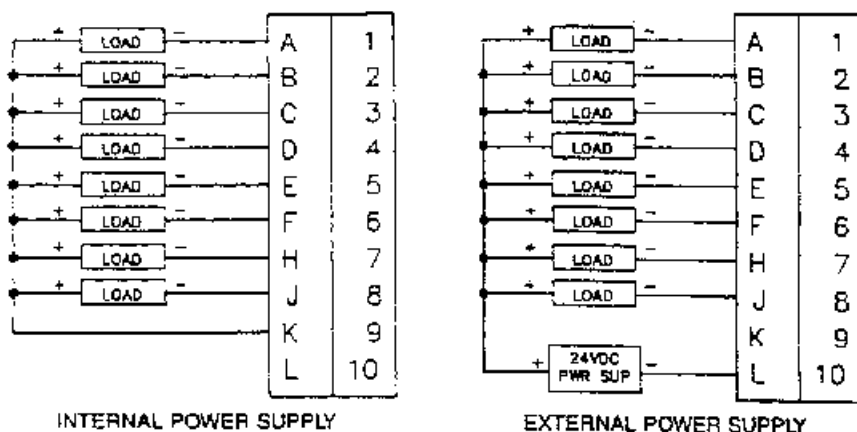 + LOAD - A 1
+ LOAD - B 2
+ LOAD - C 3
+ LOAD - D 4
+ LOAD - E 5
+ LOAD - F 6
+ LOAD - H 7
+ LOAD - J 8
K 9
L 10
INTERNAL POWER SUPPLY
+ LOAD - A 1
+ LOAD - B 2
+ LOAD - C 3
+ LOAD - D 4
+ LOAD - E 5
+ LOAD - F 6
+ LOAD - H 7
+ LOAD - J 8
K 9
+ 24VDC - L 10
PWR SUP
EXTERNAL POWER SUPPLY